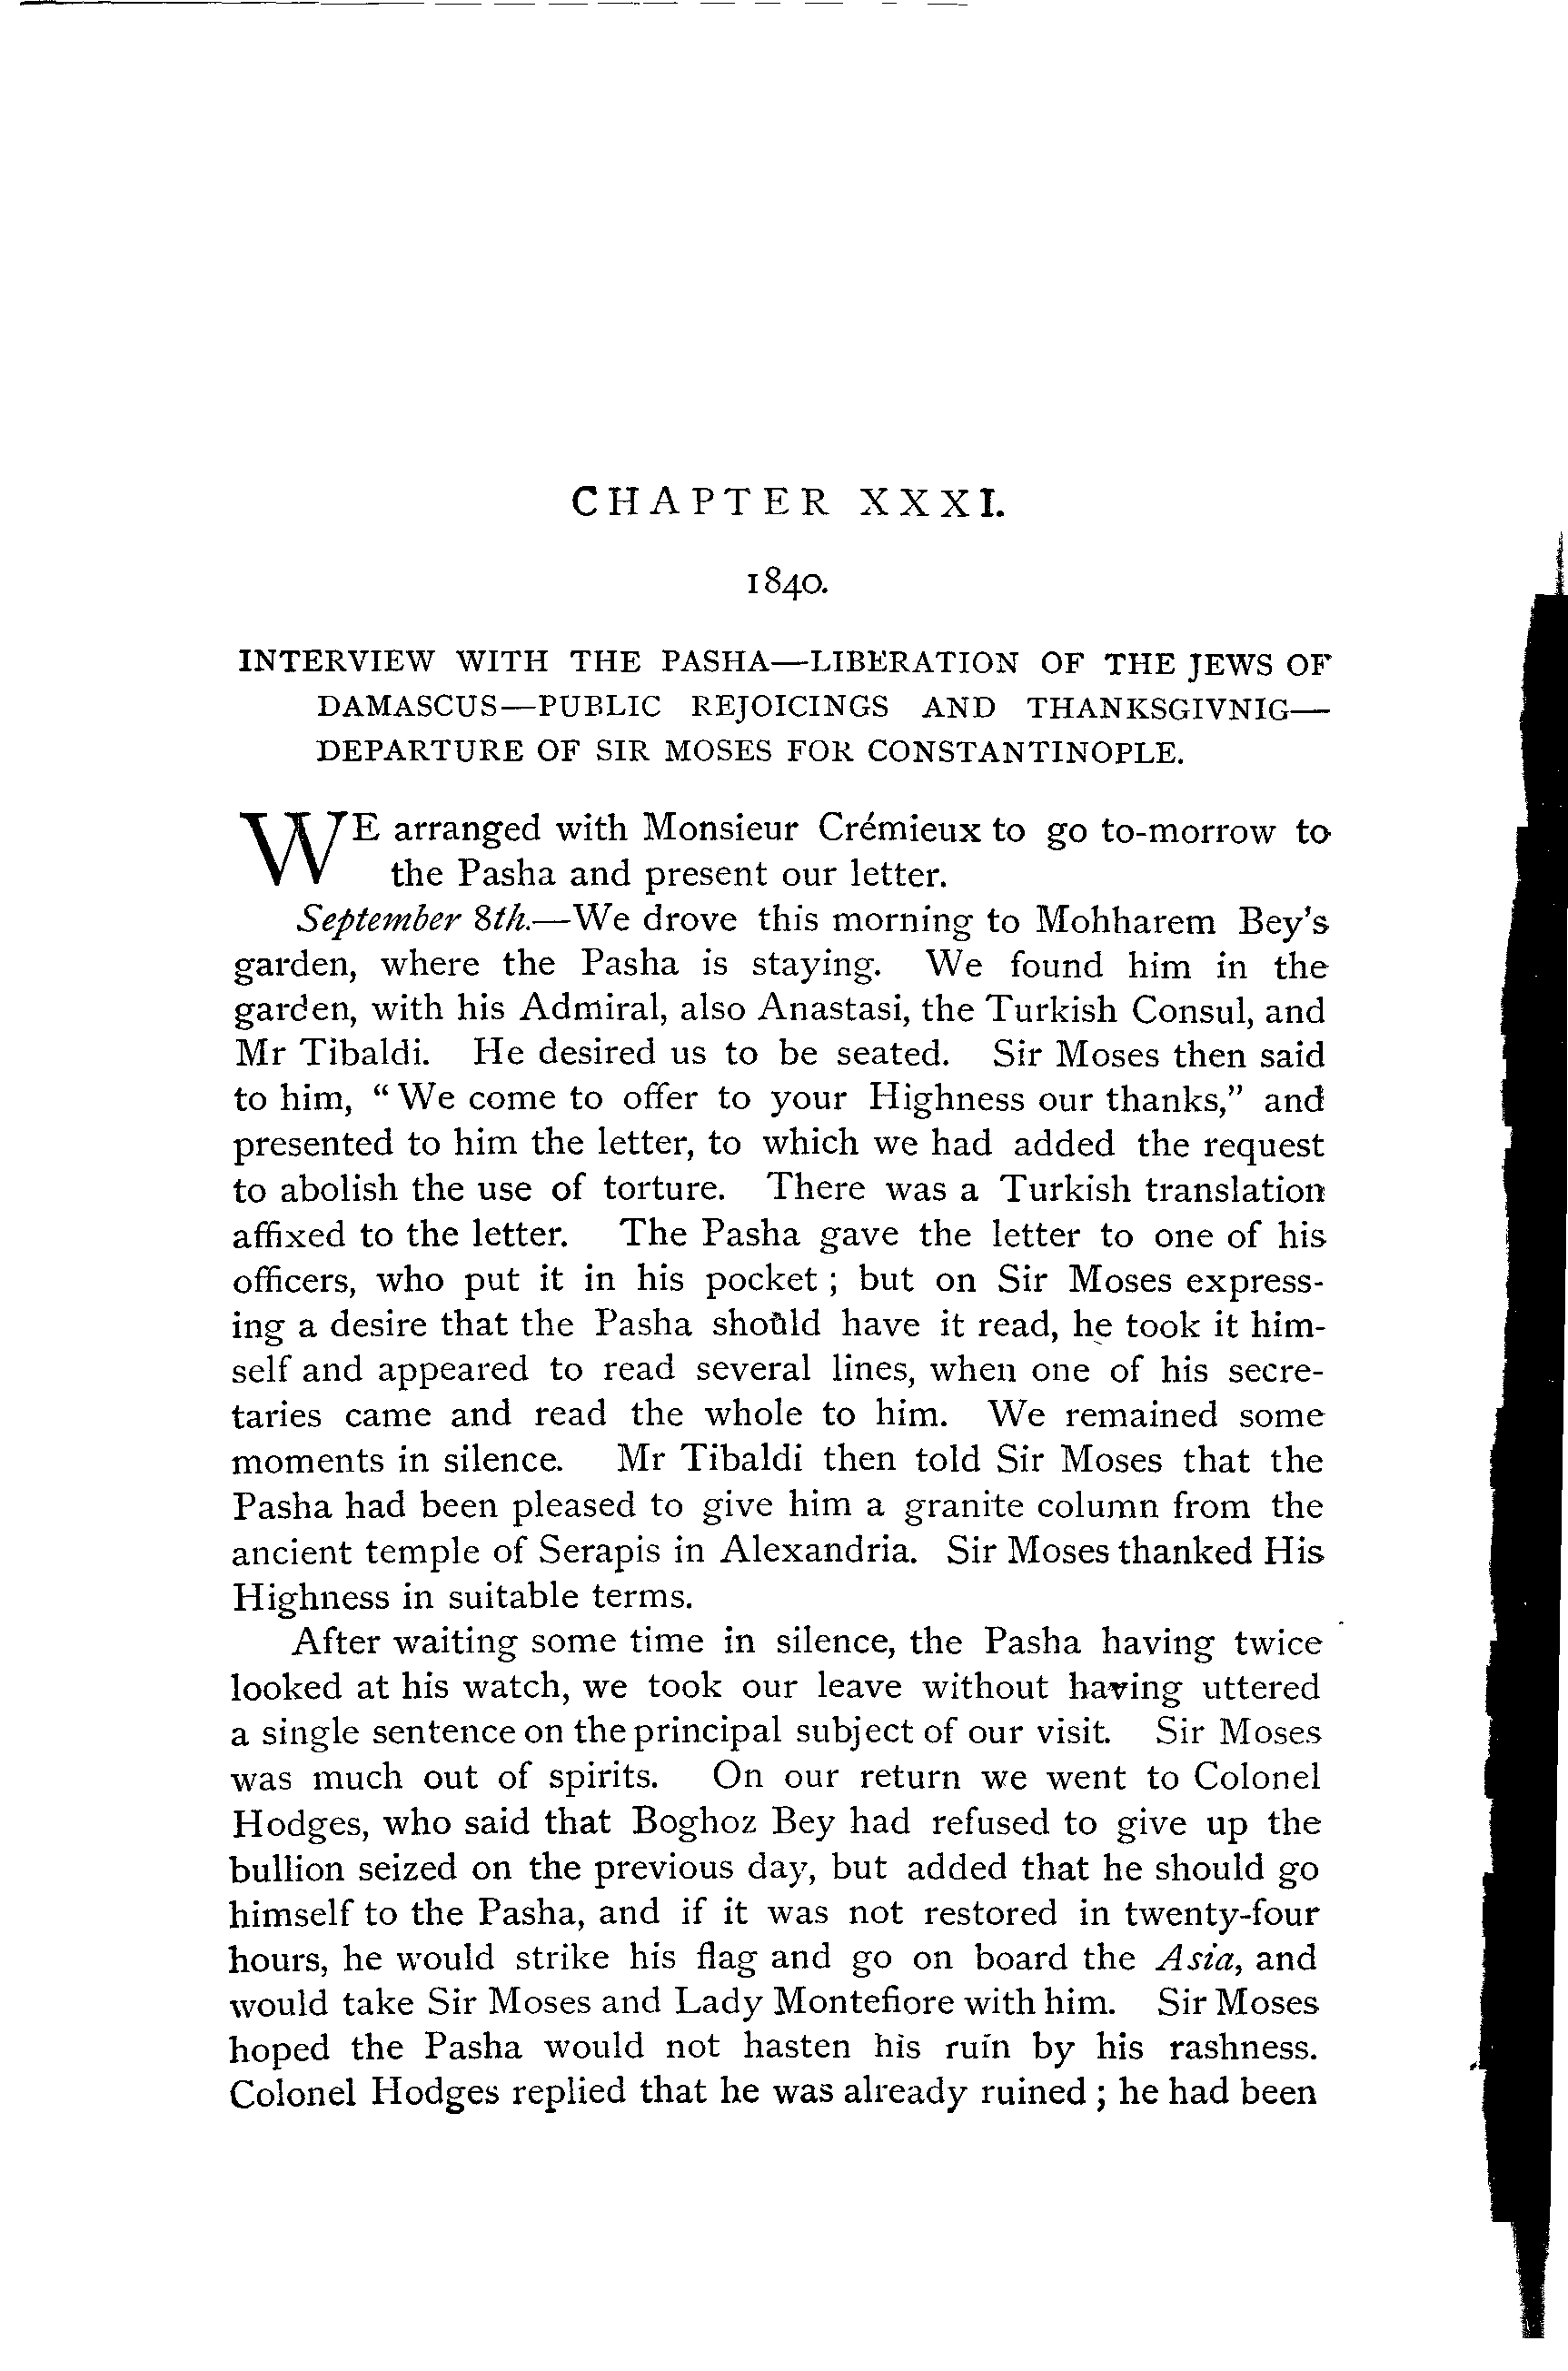 CHAPTER XXXI.
1840.
INTERVIEW WITH THE PASHA—LIBERATION OF THE JEWS OF
DAMASCUS—PUBLIC REJOICINGS AND THANKSGIVNIG—
DEPARTURE OF SIR MOSES FOR CONSTANTINOPLE.
WE arranged with Monsieur Crémieux to go to-morrow to
the Pasha and present our letter.
September 8th.—We drove this morning to Mohharem Bey's
garden, where the Pasha is staying. We found him in the
garden, with his Admiral, also Anastasi, the Turkish Consul, and
Mr Tibaldi. He desired us to be seated. Sir Moses then said
to him, "We come to offer to your Highness our thanks," and
presented to him the letter, to which we had added the request
to abolish the use of torture. There was a Turkish translation
affixed to the letter. The Pasha gave the letter to one of his
officers, who put it in his pocket; but on Sir Moses express-
ing a desire that the Pasha should have it read, he took it him-
self and appeared to read several lines, when one of his secre-
taries came and read the whole to him. We remained some
moments in silence. Mr Tibaldi then told Sir Moses that the
Pasha had been pleased to give him a granite column from the
ancient temple of Serapis in Alexandria. Sir Moses thanked His
Highness in suitable terms.
After waiting some time in silence, the Pasha having twice
looked at his watch, we took our leave without having uttered
a single sentence on the principal subject of our visit. Sir Moses
was much out of spirits. On our return we went to Colonel
Hodges, who said that Boghoz Bey had refused to give up the
bullion seized on the previous day, but added that he should go
himself to the Pasha, and if it was not restored in twenty-four
hours, he would strike his flag and go on board the Asia, and
would take Sir Moses and Lady Montefiore with him. Sir Moses
hoped the Pasha would not hasten his ruin by his rashness.
Colonel Hodges replied that he was already ruined; he had been